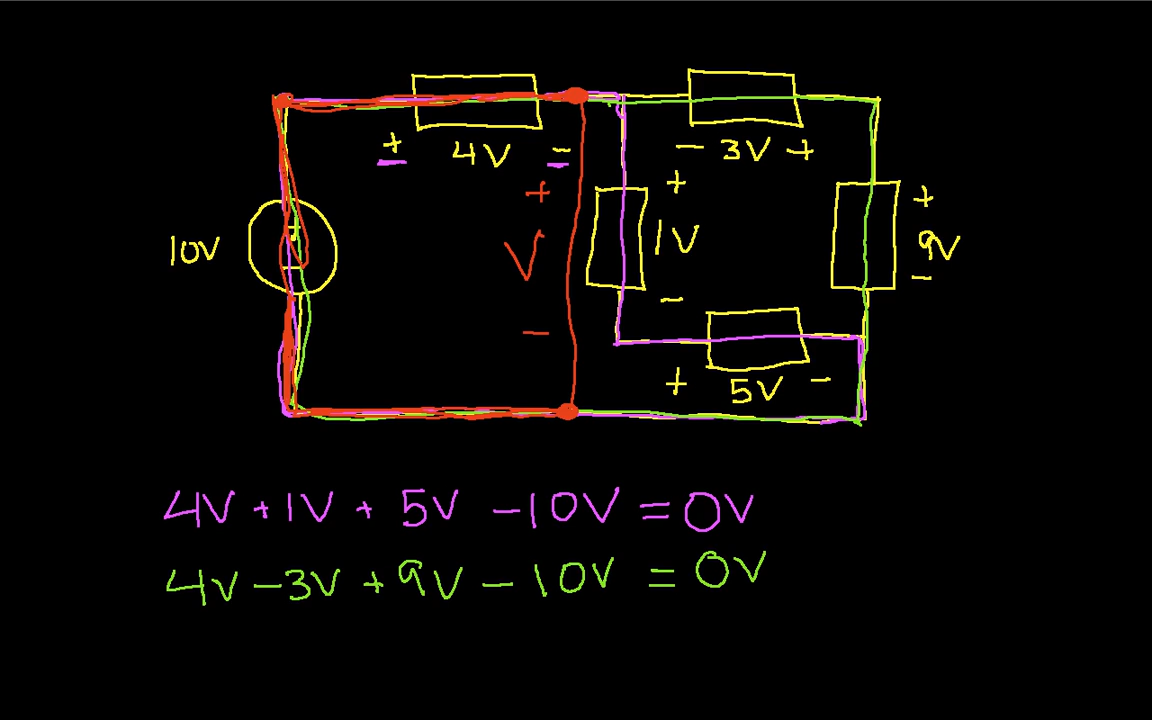 + 4V -
- 3V +
+
V
-
10V
+
-
+
1V
-
+
9V
-
+ 5V -
4V + 1V + 5V - 10V = 0V
4V - 3V + 9V - 10V = 0V